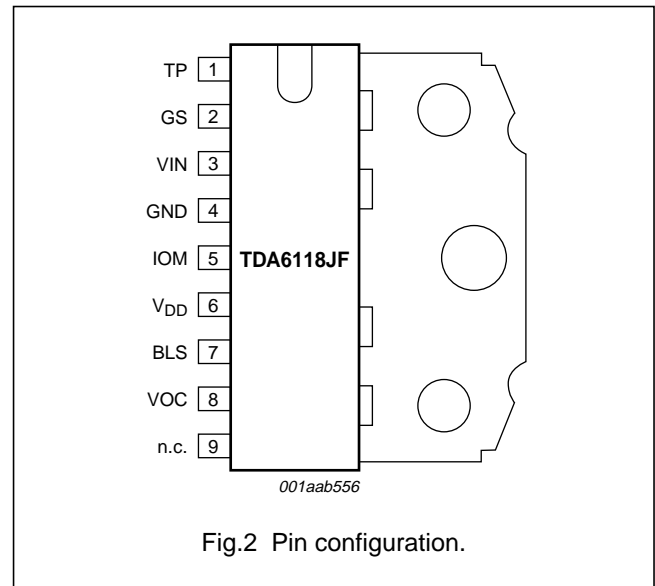 TP 1
GS 2
VIN 3
GND 4
IOM 5
TDA6118JF
VDD 6
BLS 7
VOC 8
n.c. 9
001aab556
Fig.2 Pin configuration.